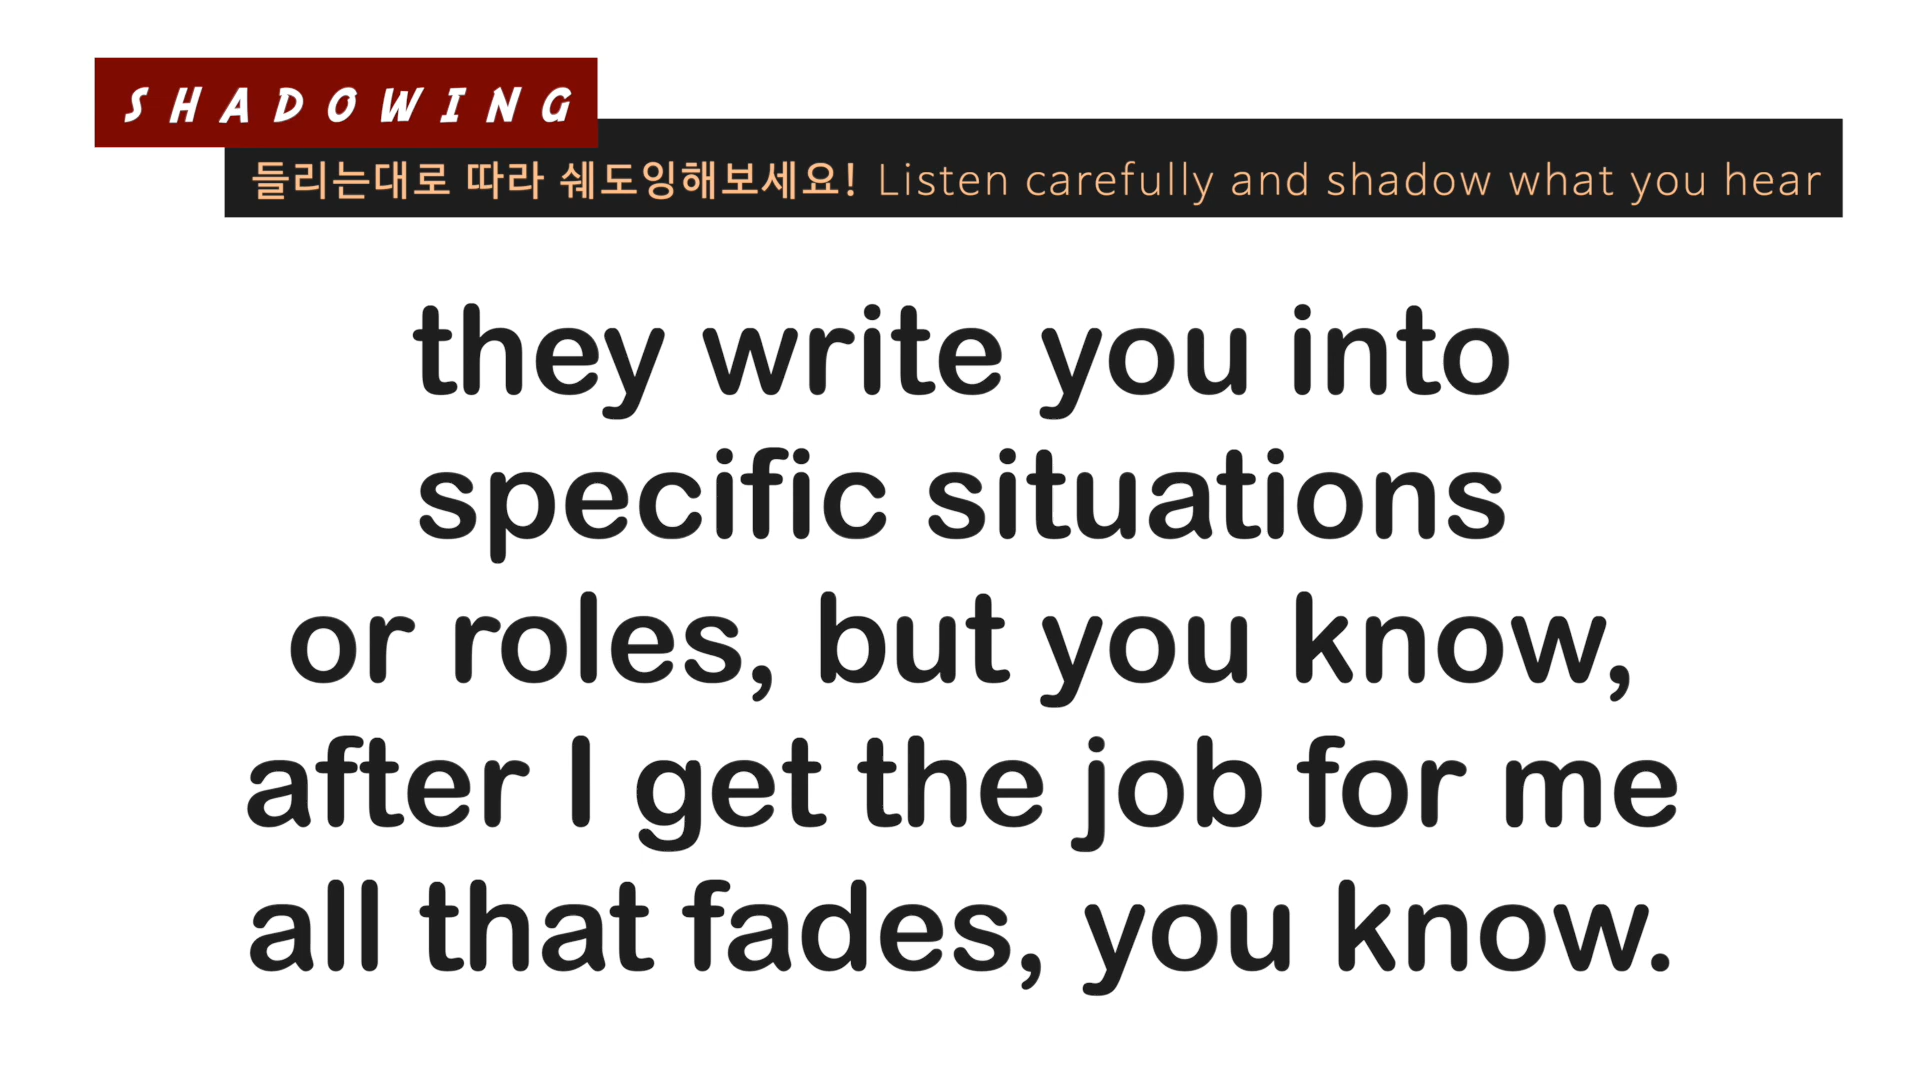 SHADOWING
들리는대로 따라 쉐도잉해보세요! Listen carefully and shadow what you hear
they write you into
specific situations
or roles, but you know,
after I get the job for me
all that fades, you know.